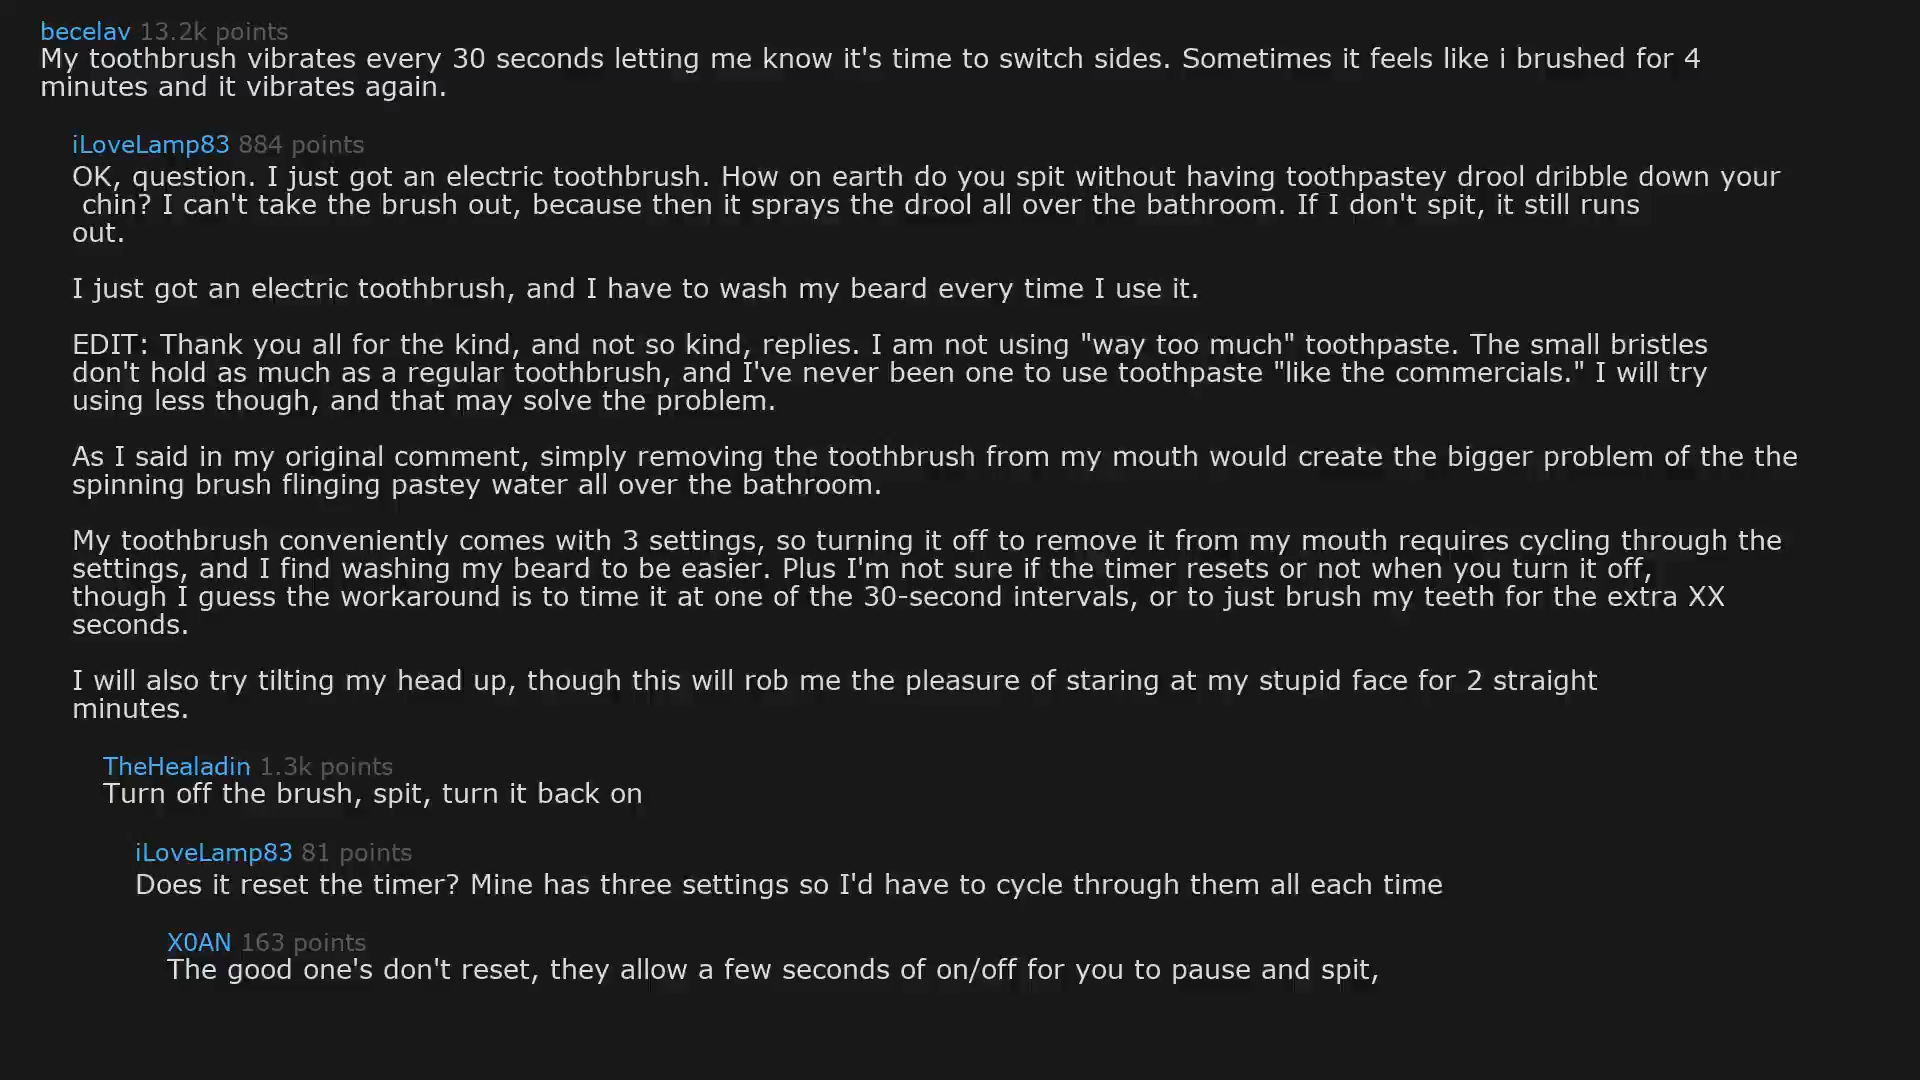 becelav 13.2k points
My toothbrush vibrates every 30 seconds letting me know it's time to switch sides. Sometimes it feels like i brushed for 4
minutes and it vibrates again.
iLoveLamp83 884 points
OK, question. I just got an electric toothbrush. How on earth do you spit without having toothpastey drool dribble down your
chin? I can't take the brush out, because then it sprays the drool all over the bathroom. If I don't spit, it still runs
out.
I just got an electric toothbrush, and I have to wash my beard every time I use it.
EDIT: Thank you all for the kind, and not so kind, replies. I am not using "way too much" toothpaste. The small bristles
don't hold as much as a regular toothbrush, and I've never been one to use toothpaste "like the commercials." I will try
using less though, and that may solve the problem.
As I said in my original comment, simply removing the toothbrush from my mouth would create the bigger problem of the the
spinning brush flinging pastey water all over the bathroom.
My toothbrush conveniently comes with 3 settings, so turning it off to remove it from my mouth requires cycling through the
settings, and I find washing my beard to be easier. Plus I'm not sure if the timer resets or not when you turn it off,
though I guess the workaround is to time it at one of the 30-second intervals, or to just brush my teeth for the extra XX
seconds.
I will also try tilting my head up, though this will rob me the pleasure of staring at my stupid face for 2 straight
minutes.
TheHealadin 1.3k points
Turn off the brush, spit, turn it back on
iLoveLamp83 81 points
Does it reset the timer? Mine has three settings so I'd have to cycle through them all each time
X0AN 163 points
The good one's don't reset, they allow a few seconds of on/off for you to pause and spit,